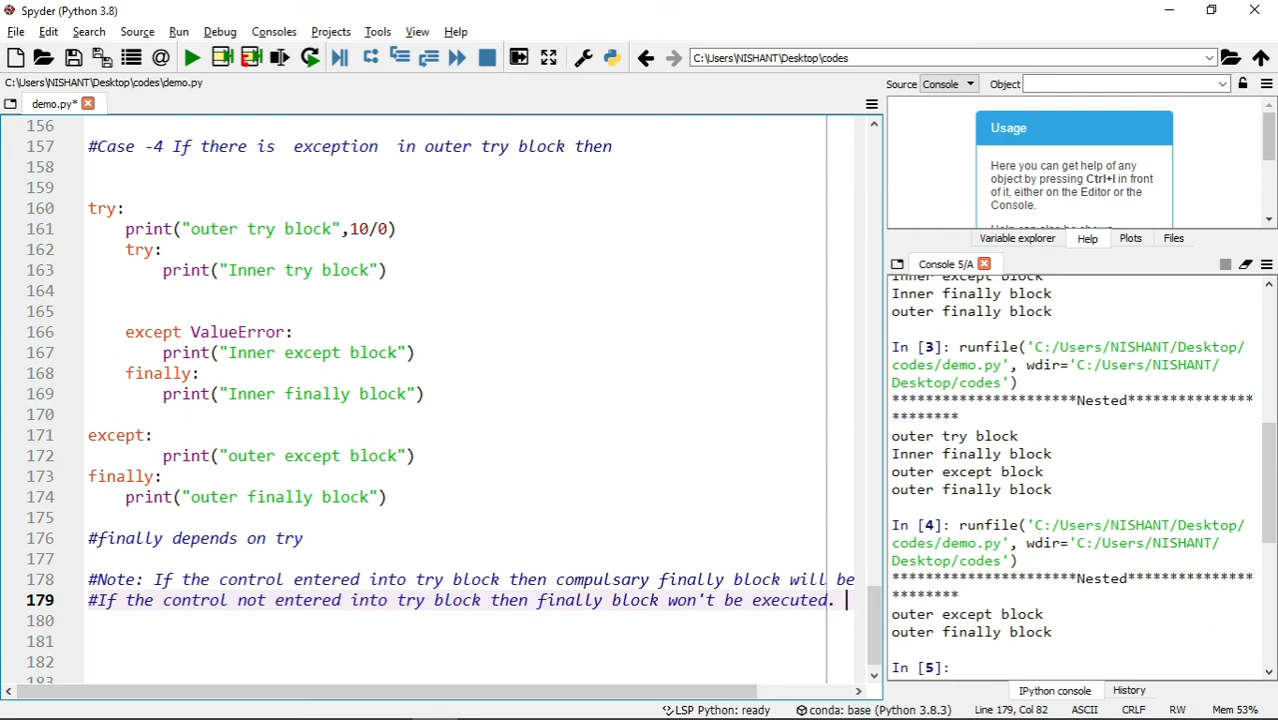 Spyder (Python 3.8)
File Edit Search Source Run Debug Consoles Projects Tools View Help
C:\Users\NISHANT\Desktop\codes
C:\Users\NISHANT\Desktop\codes\demo.py
Source Console Object
demo.py*
156
157 #Case -4 If there is  exception  in outer try block then
158
159
160 try:
161     print("outer try block",10/0)
162     try:
163         print("Inner try block")
164
165
166     except ValueError:
167         print("Inner except block")
168     finally:
169         print("Inner finally block")
170
171 except:
172         print("outer except block")
173 finally:
174     print("outer finally block")
175
176 #finally depends on try
177
178 #Note: If the control entered into try block then compulsary finally block will be
179 #If the control not entered into try block then finally block won't be executed.
180
181
182
183
Usage
Here you can get help of any
object by pressing Ctrl+I in front
of it, either on the Editor or the
Console.
Variable explorer Help Plots Files
Console 5/A
Inner except block
Inner finally block
outer finally block
In [3]: runfile('C:/Users/NISHANT/Desktop/
codes/demo.py', wdir='C:/Users/NISHANT/
Desktop/codes')
**********************Nested***************
********
outer try block
Inner finally block
outer except block
outer finally block
In [4]: runfile('C:/Users/NISHANT/Desktop/
codes/demo.py', wdir='C:/Users/NISHANT/
Desktop/codes')
**********************Nested***************
********
outer except block
outer finally block
In [5]:
IPython console History
LSP Python: ready conda: base (Python 3.8.3) Line 179, Col 82 ASCII CRLF RW Mem 53%